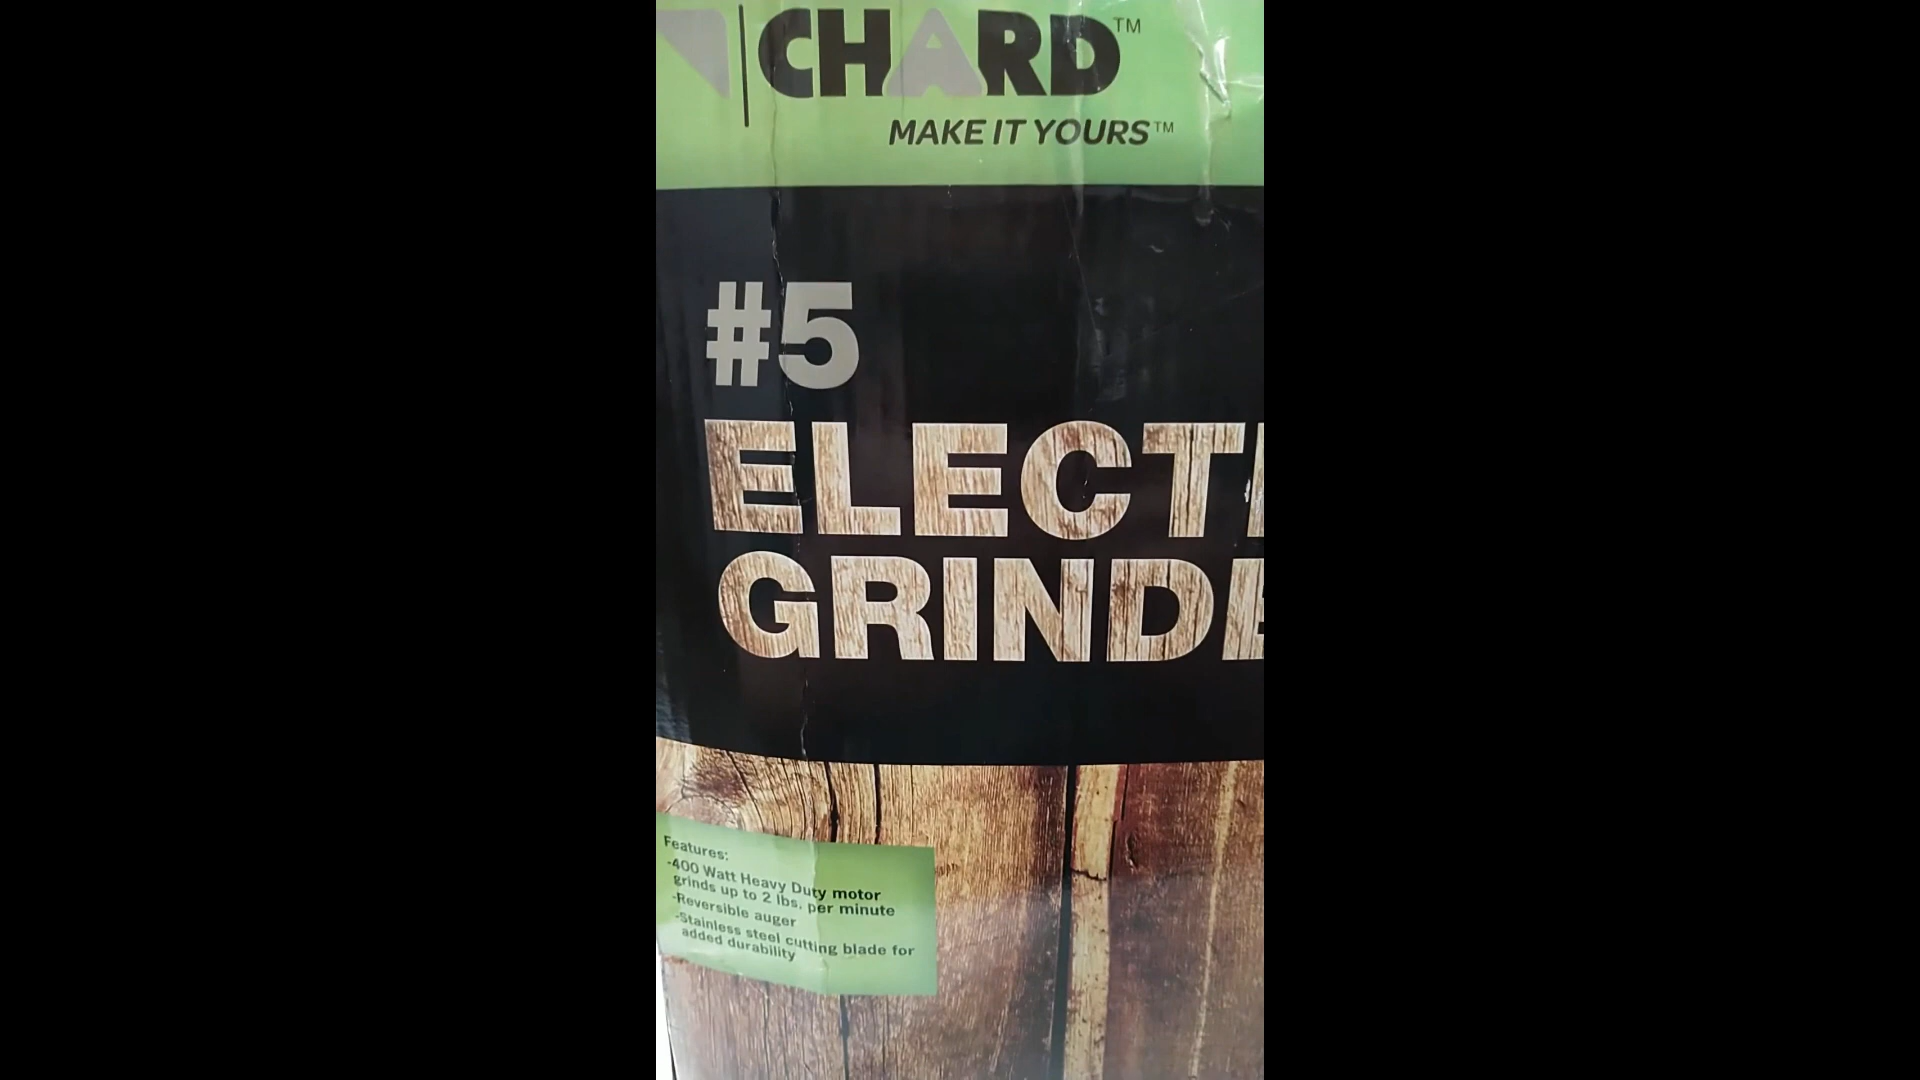 CHARD™
MAKE IT YOURS™
#5
ELECT
GRINDE
Features:
-400 Watt Heavy Duty motor
grinds up to 2 lbs. per minute
-Reversible auger
-Stainless steel cutting blade for
added durability